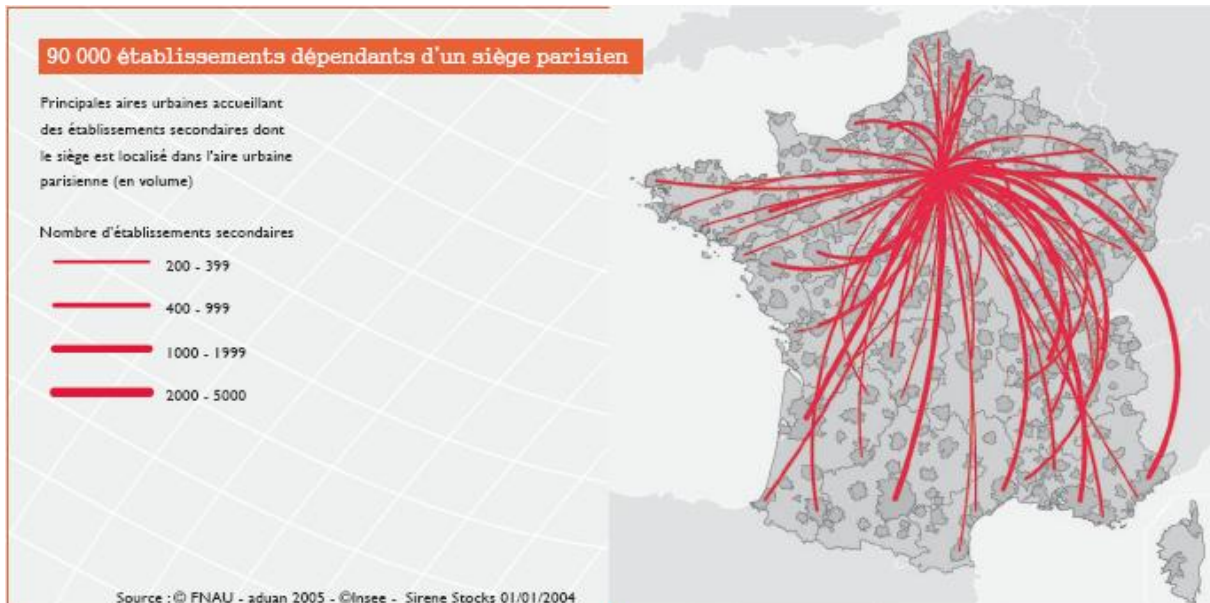 90 000 établissements dépendants d'un siège parisien
Principales aires urbaines accueillant
des établissements secondaires dont
le siège est localisé dans l'aire urbaine
parisienne (en volume)
Nombre d'établissements secondaires
200 - 399
400 - 999
1000 - 1999
2000 - 5000
Source : © FNAU - aduan 2005 - ©Insee - Sirene Stocks 01/01/2004